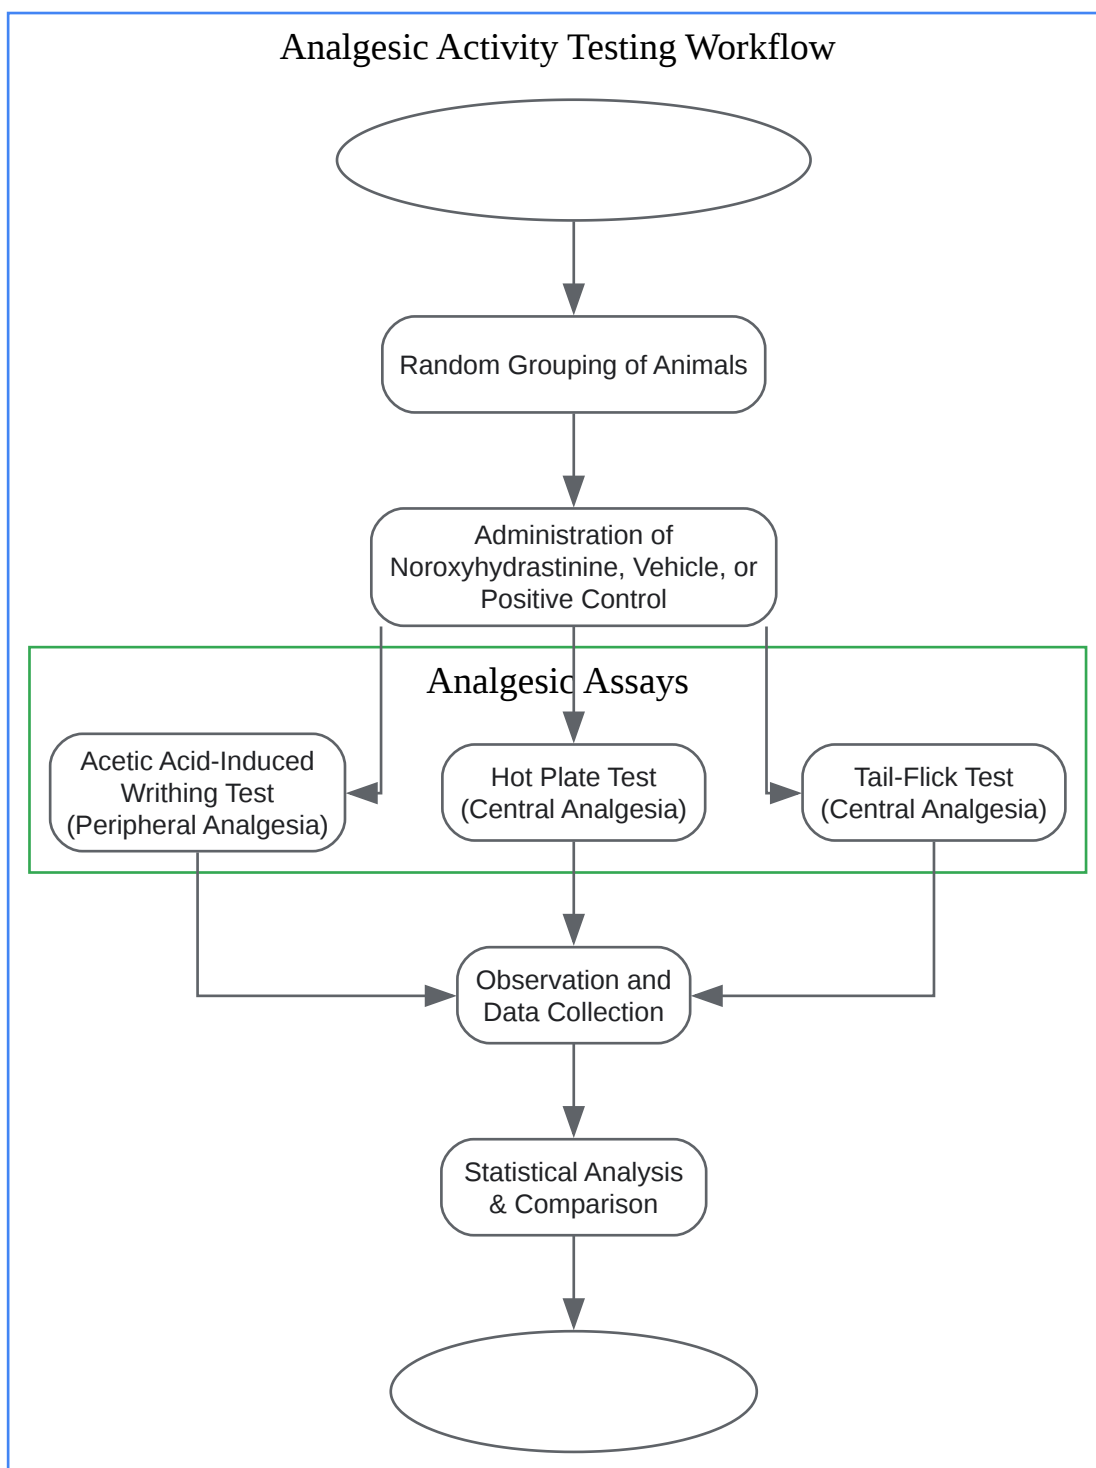 Analgesic Activity Testing Workflow
Random Grouping of Animals
Administration of
Noroxyhydrastinine, Vehicle, or
Positive Control
Analgesic Assays
Acetic Acid-Induced
Writhing Test
(Peripheral Analgesia)
Hot Plate Test
(Central Analgesia)
Tail-Flick Test
(Central Analgesia)
Observation and
Data Collection
Statistical Analysis
& Comparison